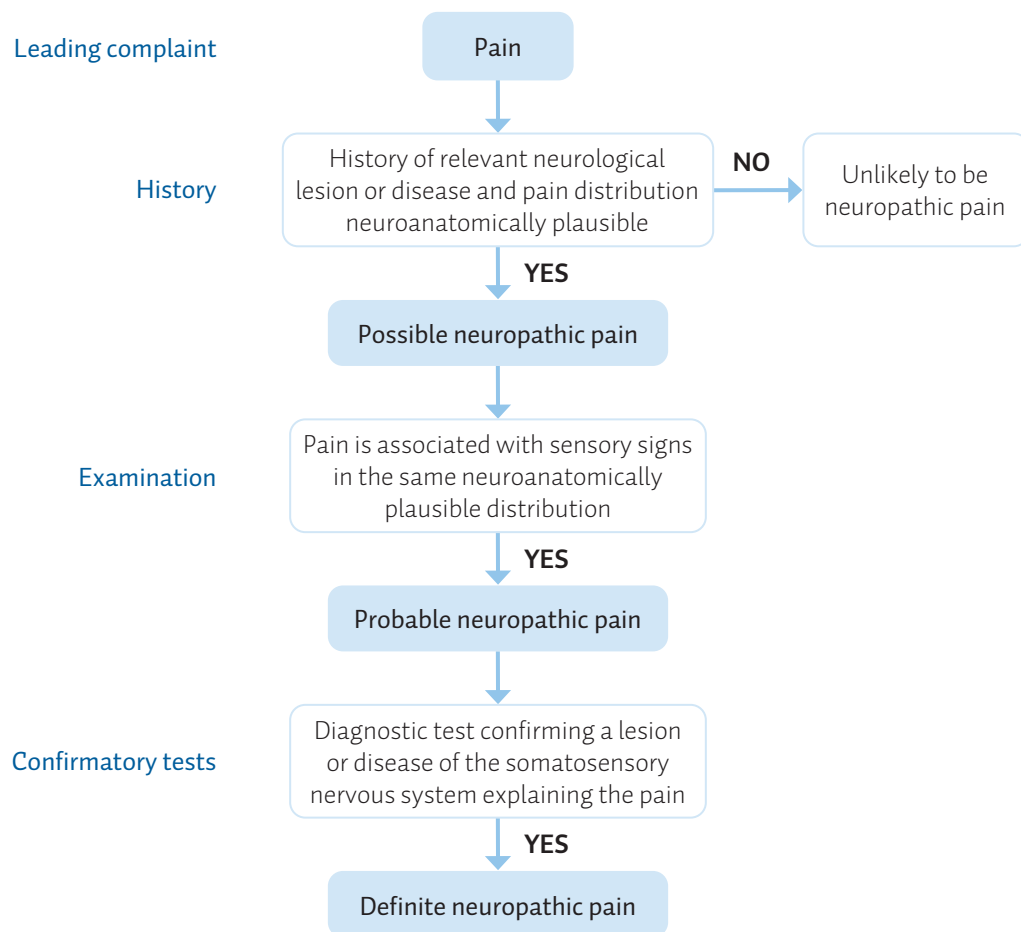 Leading complaint
Pain
History
History of relevant neurological
lesion or disease and pain distribution
neuroanatomically plausible
NO
Unlikely to be
neuropathic pain
YES
Possible neuropathic pain
Examination
Pain is associated with sensory signs
in the same neuroanatomically
plausible distribution
YES
Probable neuropathic pain
Confirmatory tests
Diagnostic test confirming a lesion
or disease of the somatosensory
nervous system explaining the pain
YES
Definite neuropathic pain